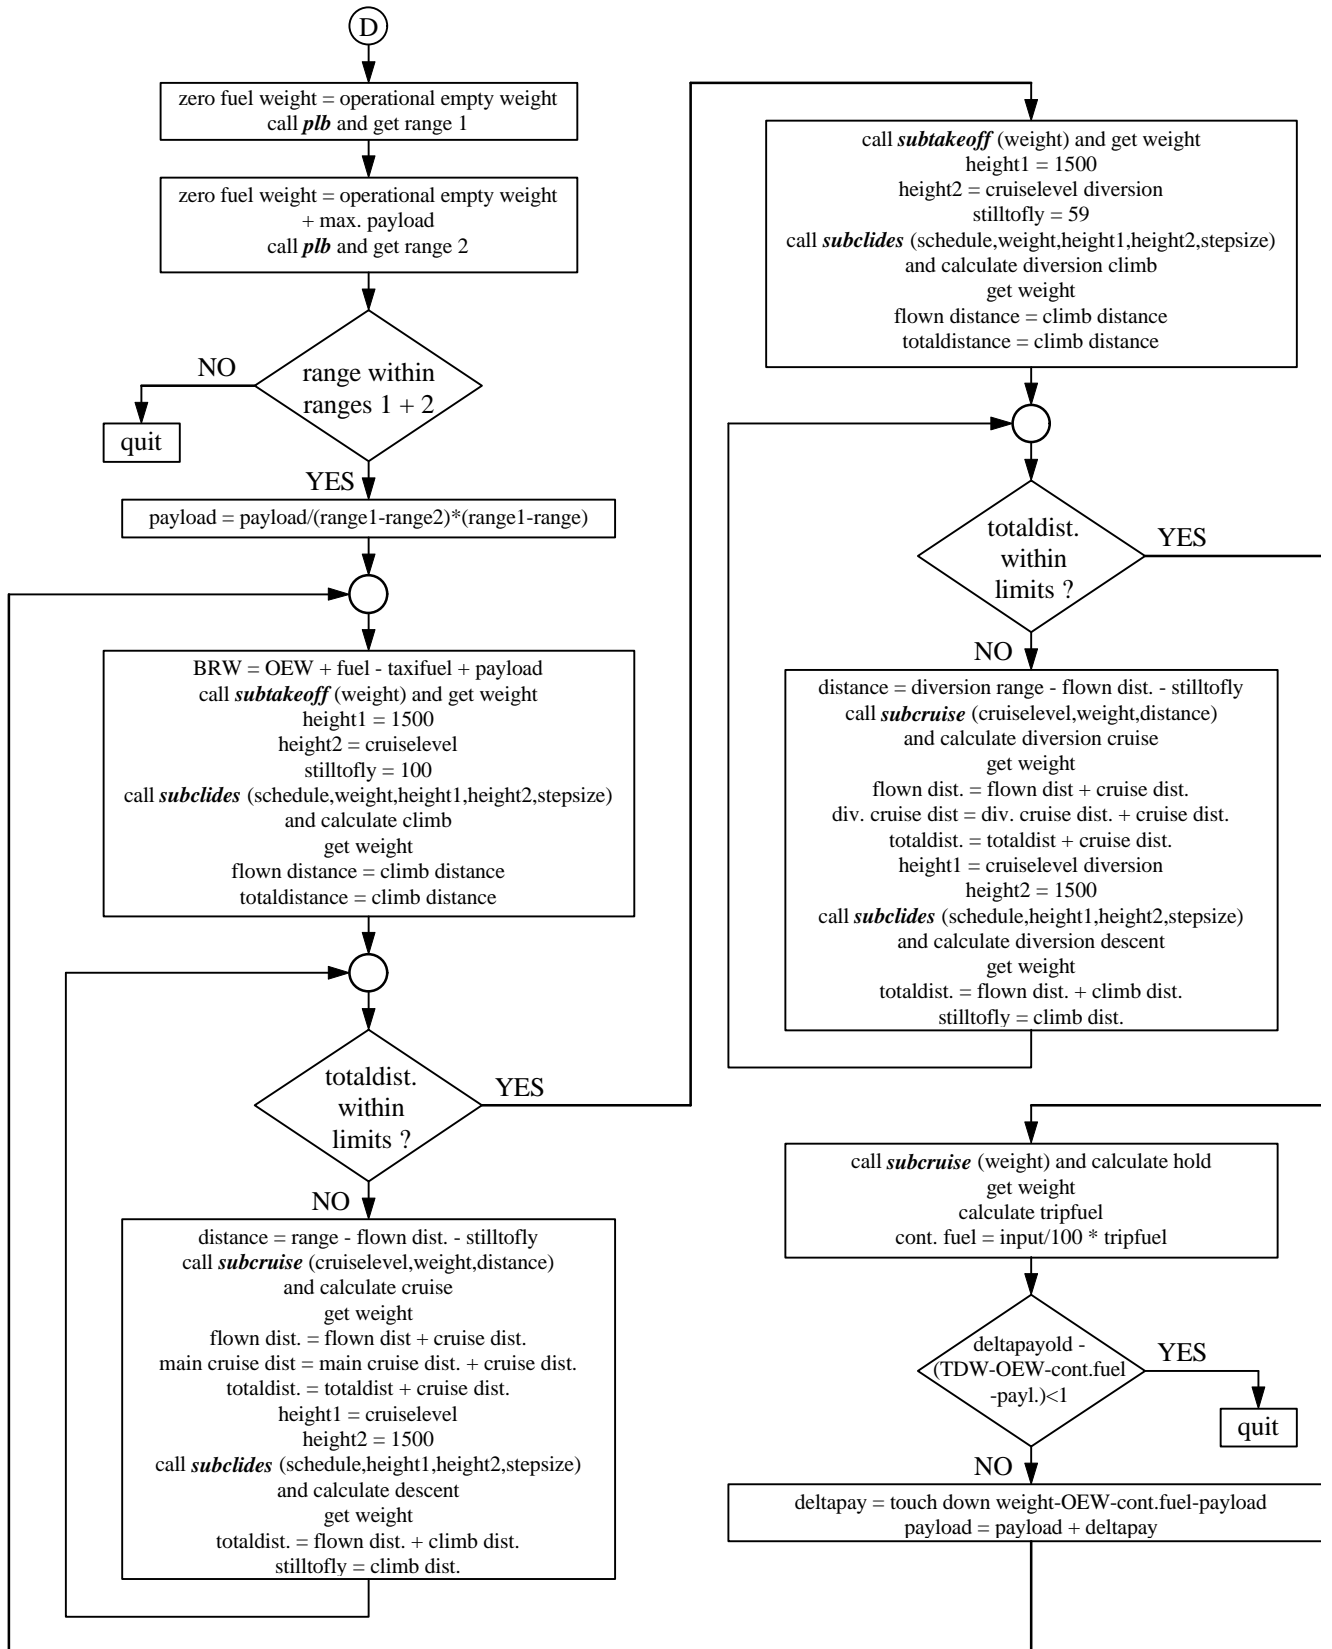 D
zero fuel weight = operational empty weight
call plb and get range 1
zero fuel weight = operational empty weight
+ max. payload
call plb and get range 2
range within
ranges 1 + 2
NO
quit
YES
payload = payload/(range1-range2)*(range1-range)
BRW = OEW + fuel - taxifuel + payload
call subtakeoff (weight) and get weight
height1 = 1500
height2 = cruiselevel
stilltofly = 100
call subclides (schedule,weight,height1,height2,stepsize)
and calculate climb
get weight
flown distance = climb distance
totaldistance = climb distance
totaldist.
within
limits ?
YES
NO
distance = range - flown dist. - stilltofly
call subcruise (cruiselevel,weight,distance)
and calculate cruise
get weight
flown dist. = flown dist + cruise dist.
main cruise dist = main cruise dist. + cruise dist.
totaldist. = totaldist + cruise dist.
height1 = cruiselevel
height2 = 1500
call subclides (schedule,height1,height2,stepsize)
and calculate descent
get weight
totaldist. = flown dist. + climb dist.
stilltofly = climb dist.
call subtakeoff (weight) and get weight
height1 = 1500
height2 = cruiselevel diversion
stilltofly = 59
call subclides (schedule,weight,height1,height2,stepsize)
and calculate diversion climb
get weight
flown distance = climb distance
totaldistance = climb distance
totaldist.
within
limits ?
YES
NO
distance = diversion range - flown dist. - stilltofly
call subcruise (cruiselevel,weight,distance)
and calculate diversion cruise
get weight
flown dist. = flown dist + cruise dist.
div. cruise dist = div. cruise dist. + cruise dist.
totaldist. = totaldist + cruise dist.
height1 = cruiselevel diversion
height2 = 1500
call subclides (schedule,height1,height2,stepsize)
and calculate diversion descent
get weight
totaldist. = flown dist. + climb dist.
stilltofly = climb dist.
call subcruise (weight) and calculate hold
get weight
calculate tripfuel
cont. fuel = input/100 * tripfuel
deltapayold -
(TDW-OEW-cont.fuel
-payl.)<1
YES
quit
NO
deltapay = touch down weight-OEW-cont.fuel-payload
payload = payload + deltapay